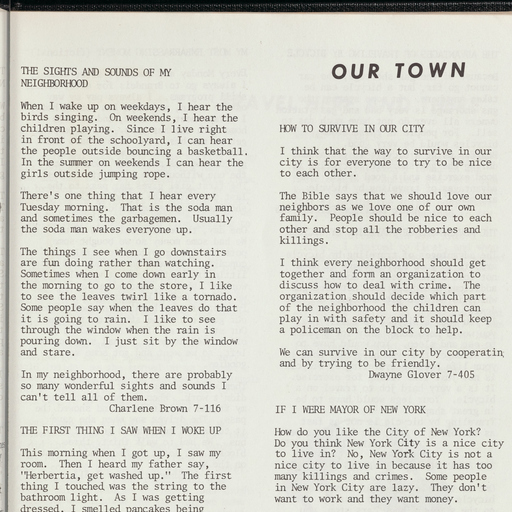 THE SIGHTS AND SOUNDS OF MY
NEIGHBORHOOD
When I wake up on weekdays, I hear the
birds singing.  On weekends, I hear the
children playing.  Since I live right
in front of the schoolyard, I can hear
the people outside bouncing a basketball.
In the summer on weekends I can hear the
girls outside jumping rope.
There's one thing that I hear every
Tuesday morning.  That is the soda man
and sometimes the garbagemen.  Usually
the soda man wakes everyone up.
The things I see when I go downstairs
are fun doing rather than watching.
Sometimes when I come down early in
the morning to go to the store, I like
to see the leaves twirl like a tornado.
Some people say when the leaves do that
it is going to rain.  I like to see
through the window when the rain is
pouring down.  I just sit by the window
and stare.
In my neighborhood, there are probably
so many wonderful sights and sounds I
can't tell all of them.
Charlene Brown 7-116
THE FIRST THING I SAW WHEN I WOKE UP
This morning when I got up, I saw my
room.  Then I heard my father say,
"Herbertia, get washed up."  The first
thing I touched was the string to the
bathroom light.  As I was getting
dressed, I smelled pancakes being
OUR TOWN
HOW TO SURVIVE IN OUR CITY
I think that the way to survive in our
city is for everyone to try to be nice
to each other.
The Bible says that we should love our
neighbors as we love one of our own
family.  People should be nice to each
other and stop all the robberies and
killings.
I think every neighborhood should get
together and form an organization to
discuss how to deal with crime.  The
organization should decide which part
of the neighborhood the children can
play in with safety and it should keep
a policeman on the block to help.
We can survive in our city by cooperatin
and by trying to be friendly.
Dwayne Glover 7-405
IF I WERE MAYOR OF NEW YORK
How do you like the City of New York?
Do you think New York City is a nice city
to live in?  No, New York City is not a
nice city to live in because it has too
many killings and crimes.  Some people
in New York City are lazy.  They don't
want to work and they want money.